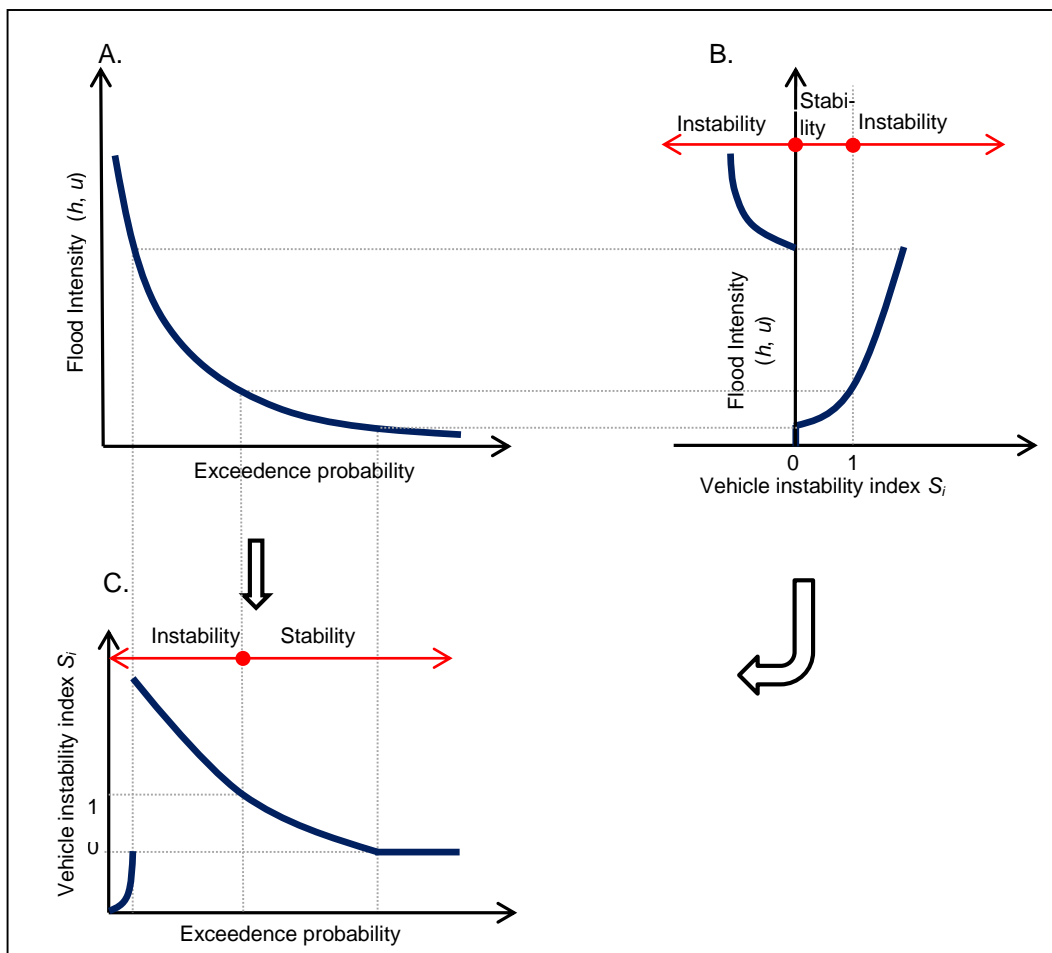 A.
Flood Intensity (h, u)
Exceedence probability
B.
Instability
Stabi-
lity
Instability
Flood Intensity
(h, u)
0
1
Vehicle instability index Si
C.
Instability
Stability
Vehicle instability index Si
1
Exceedence probability